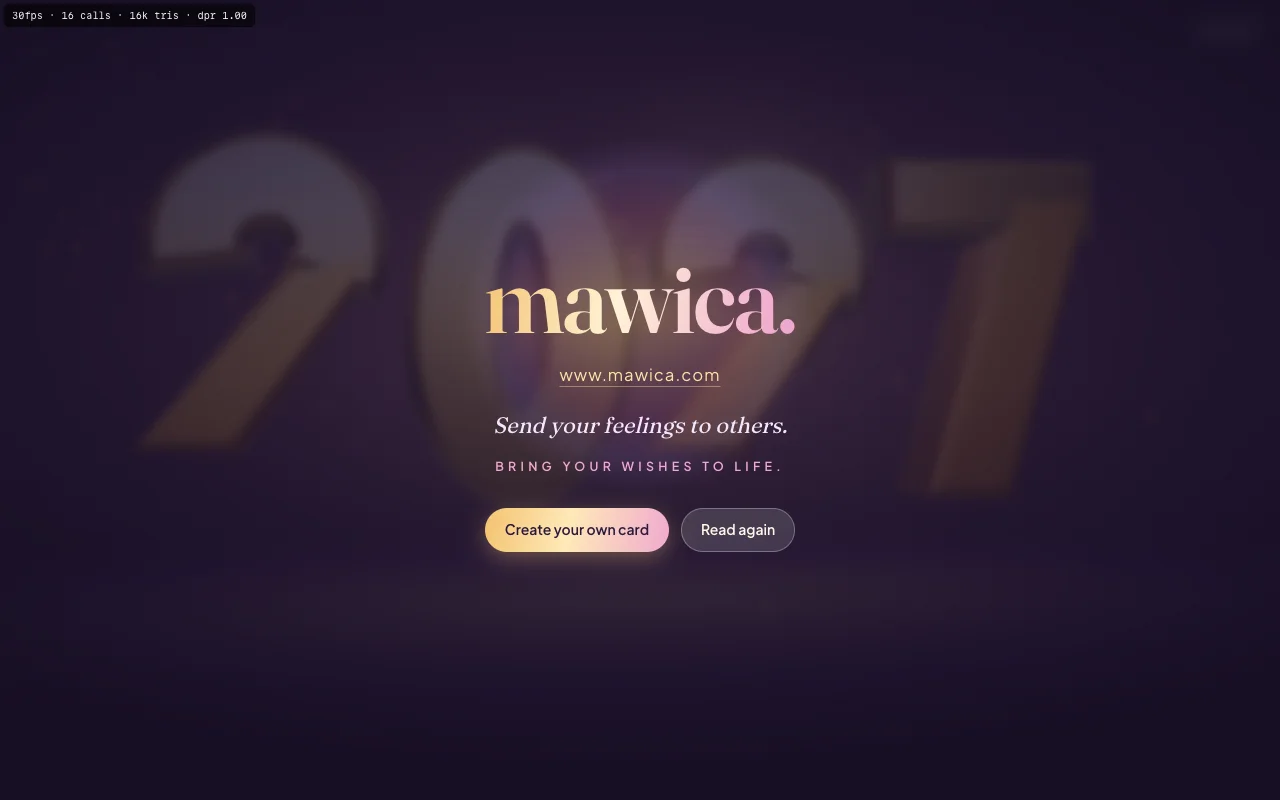 30fps · 16 calls · 16k tris · dpr 1.00
2027
mawica.
www.mawica.com
Send your feelings to others.
BRING YOUR WISHES TO LIFE.
Create your own card
Read again